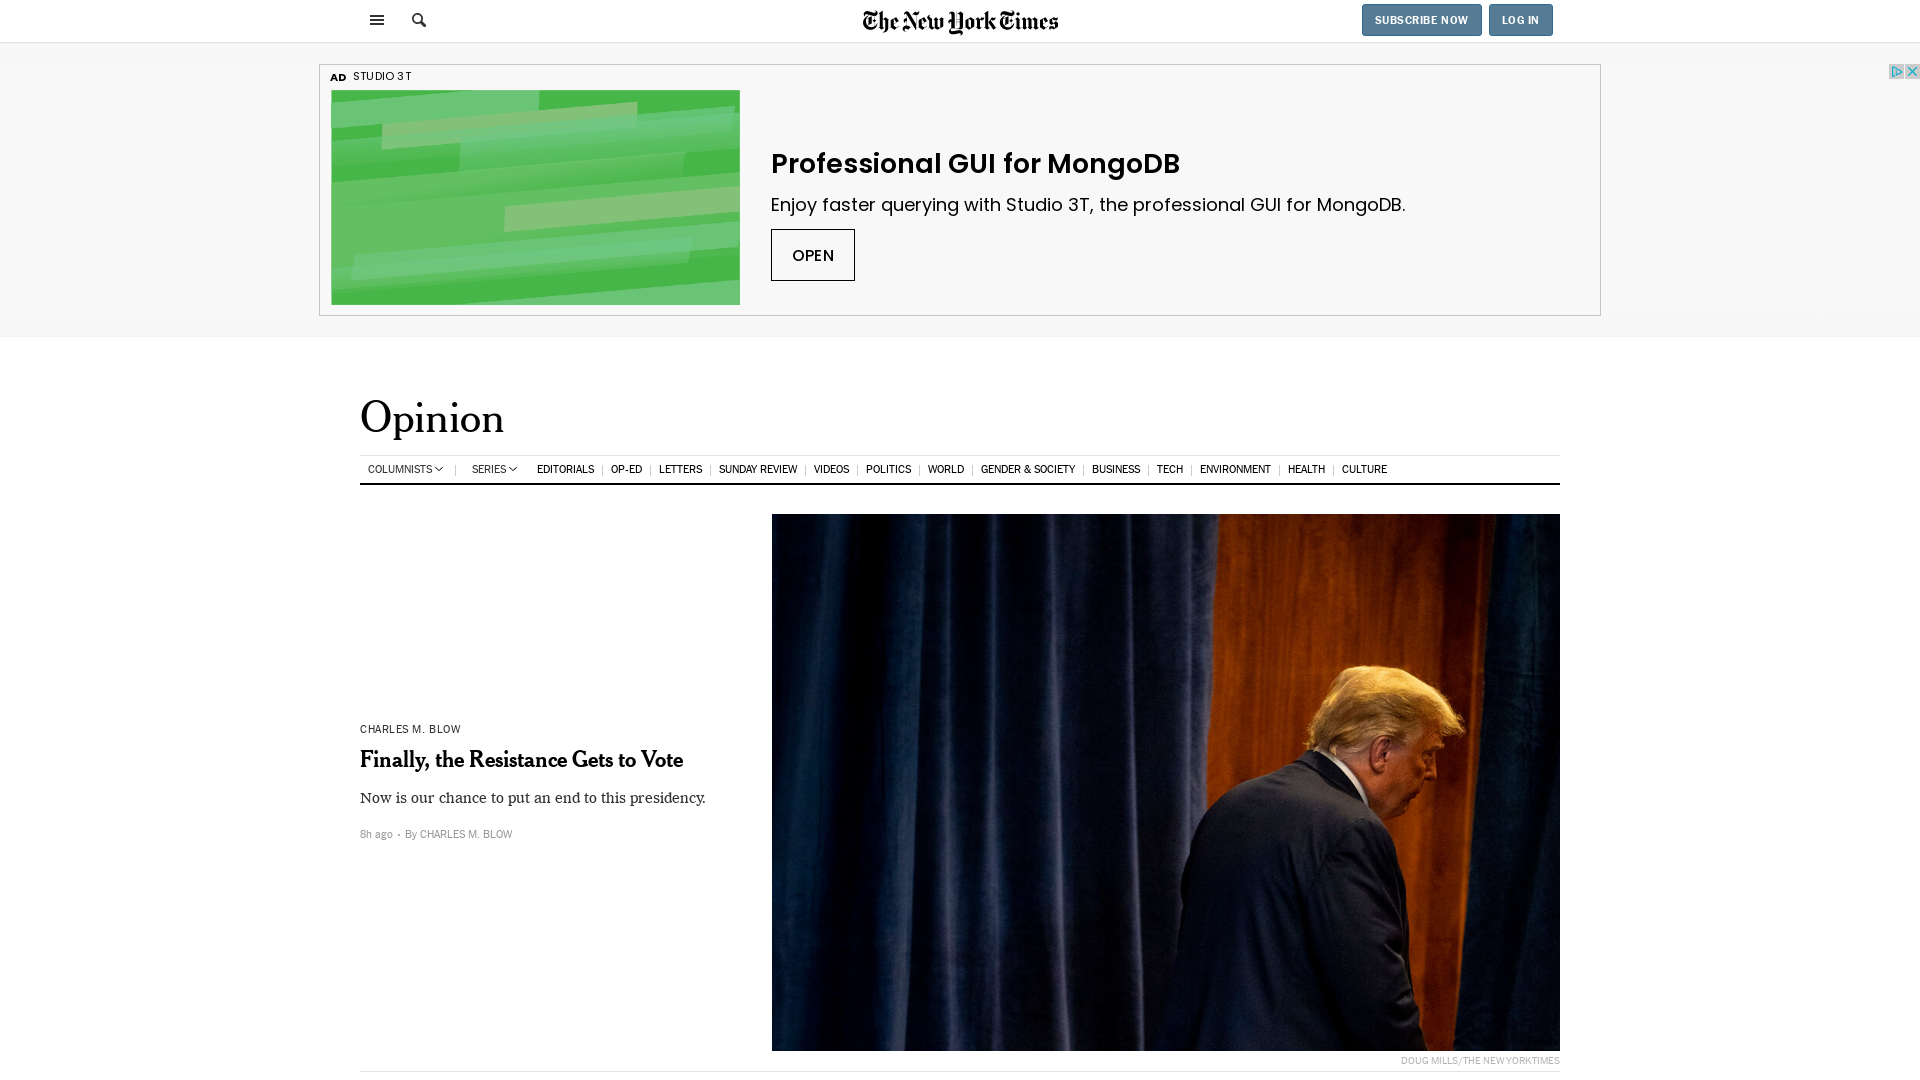 The New York Times
SUBSCRIBE NOW
LOG IN
AD STUDIO 3T
Professional GUI for MongoDB
Enjoy faster querying with Studio 3T, the professional GUI for MongoDB.
OPEN
Opinion
COLUMNISTS SERIES EDITORIALS OP-ED LETTERS SUNDAY REVIEW VIDEOS POLITICS WORLD GENDER & SOCIETY BUSINESS TECH ENVIRONMENT HEALTH CULTURE
CHARLES M. BLOW
Finally, the Resistance Gets to Vote
Now is our chance to put an end to this presidency.
8h ago • By CHARLES M. BLOW
DOUG MILLS/THE NEW YORK TIMES